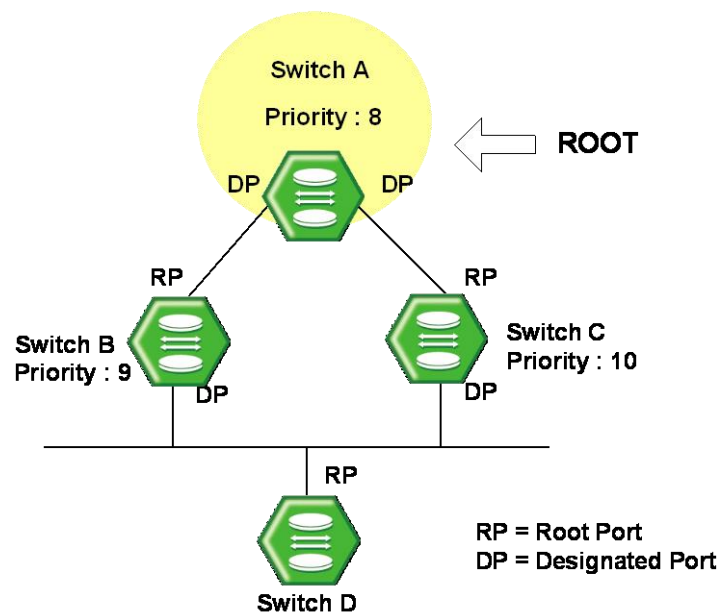 Switch A
Priority : 8
ROOT
DP
DP
RP
RP
Switch B
Priority : 9
Switch C
Priority : 10
DP
DP
RP
Switch D
RP = Root Port
DP = Designated Port